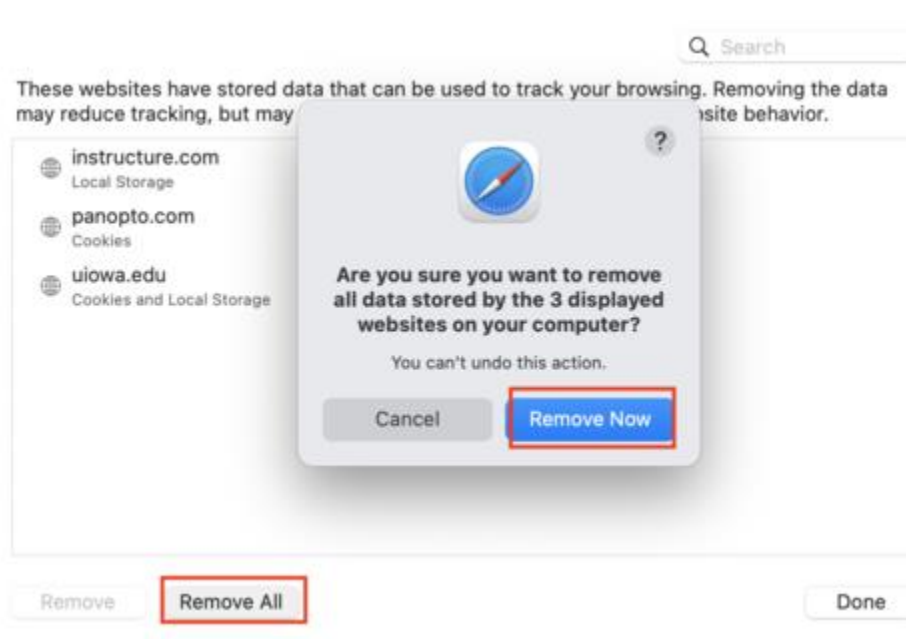 Search
These websites have stored data that can be used to track your browsing. Removing the data
may reduce tracking, but may
site behavior.
instructure.com
Local Storage
panopto.com
Cookies
uiowa.edu
Cookies and Local Storage
?
Are you sure you want to remove
all data stored by the 3 displayed
websites on your computer?
You can't undo this action.
Cancel
Remove Now
Remove
Remove All
Done